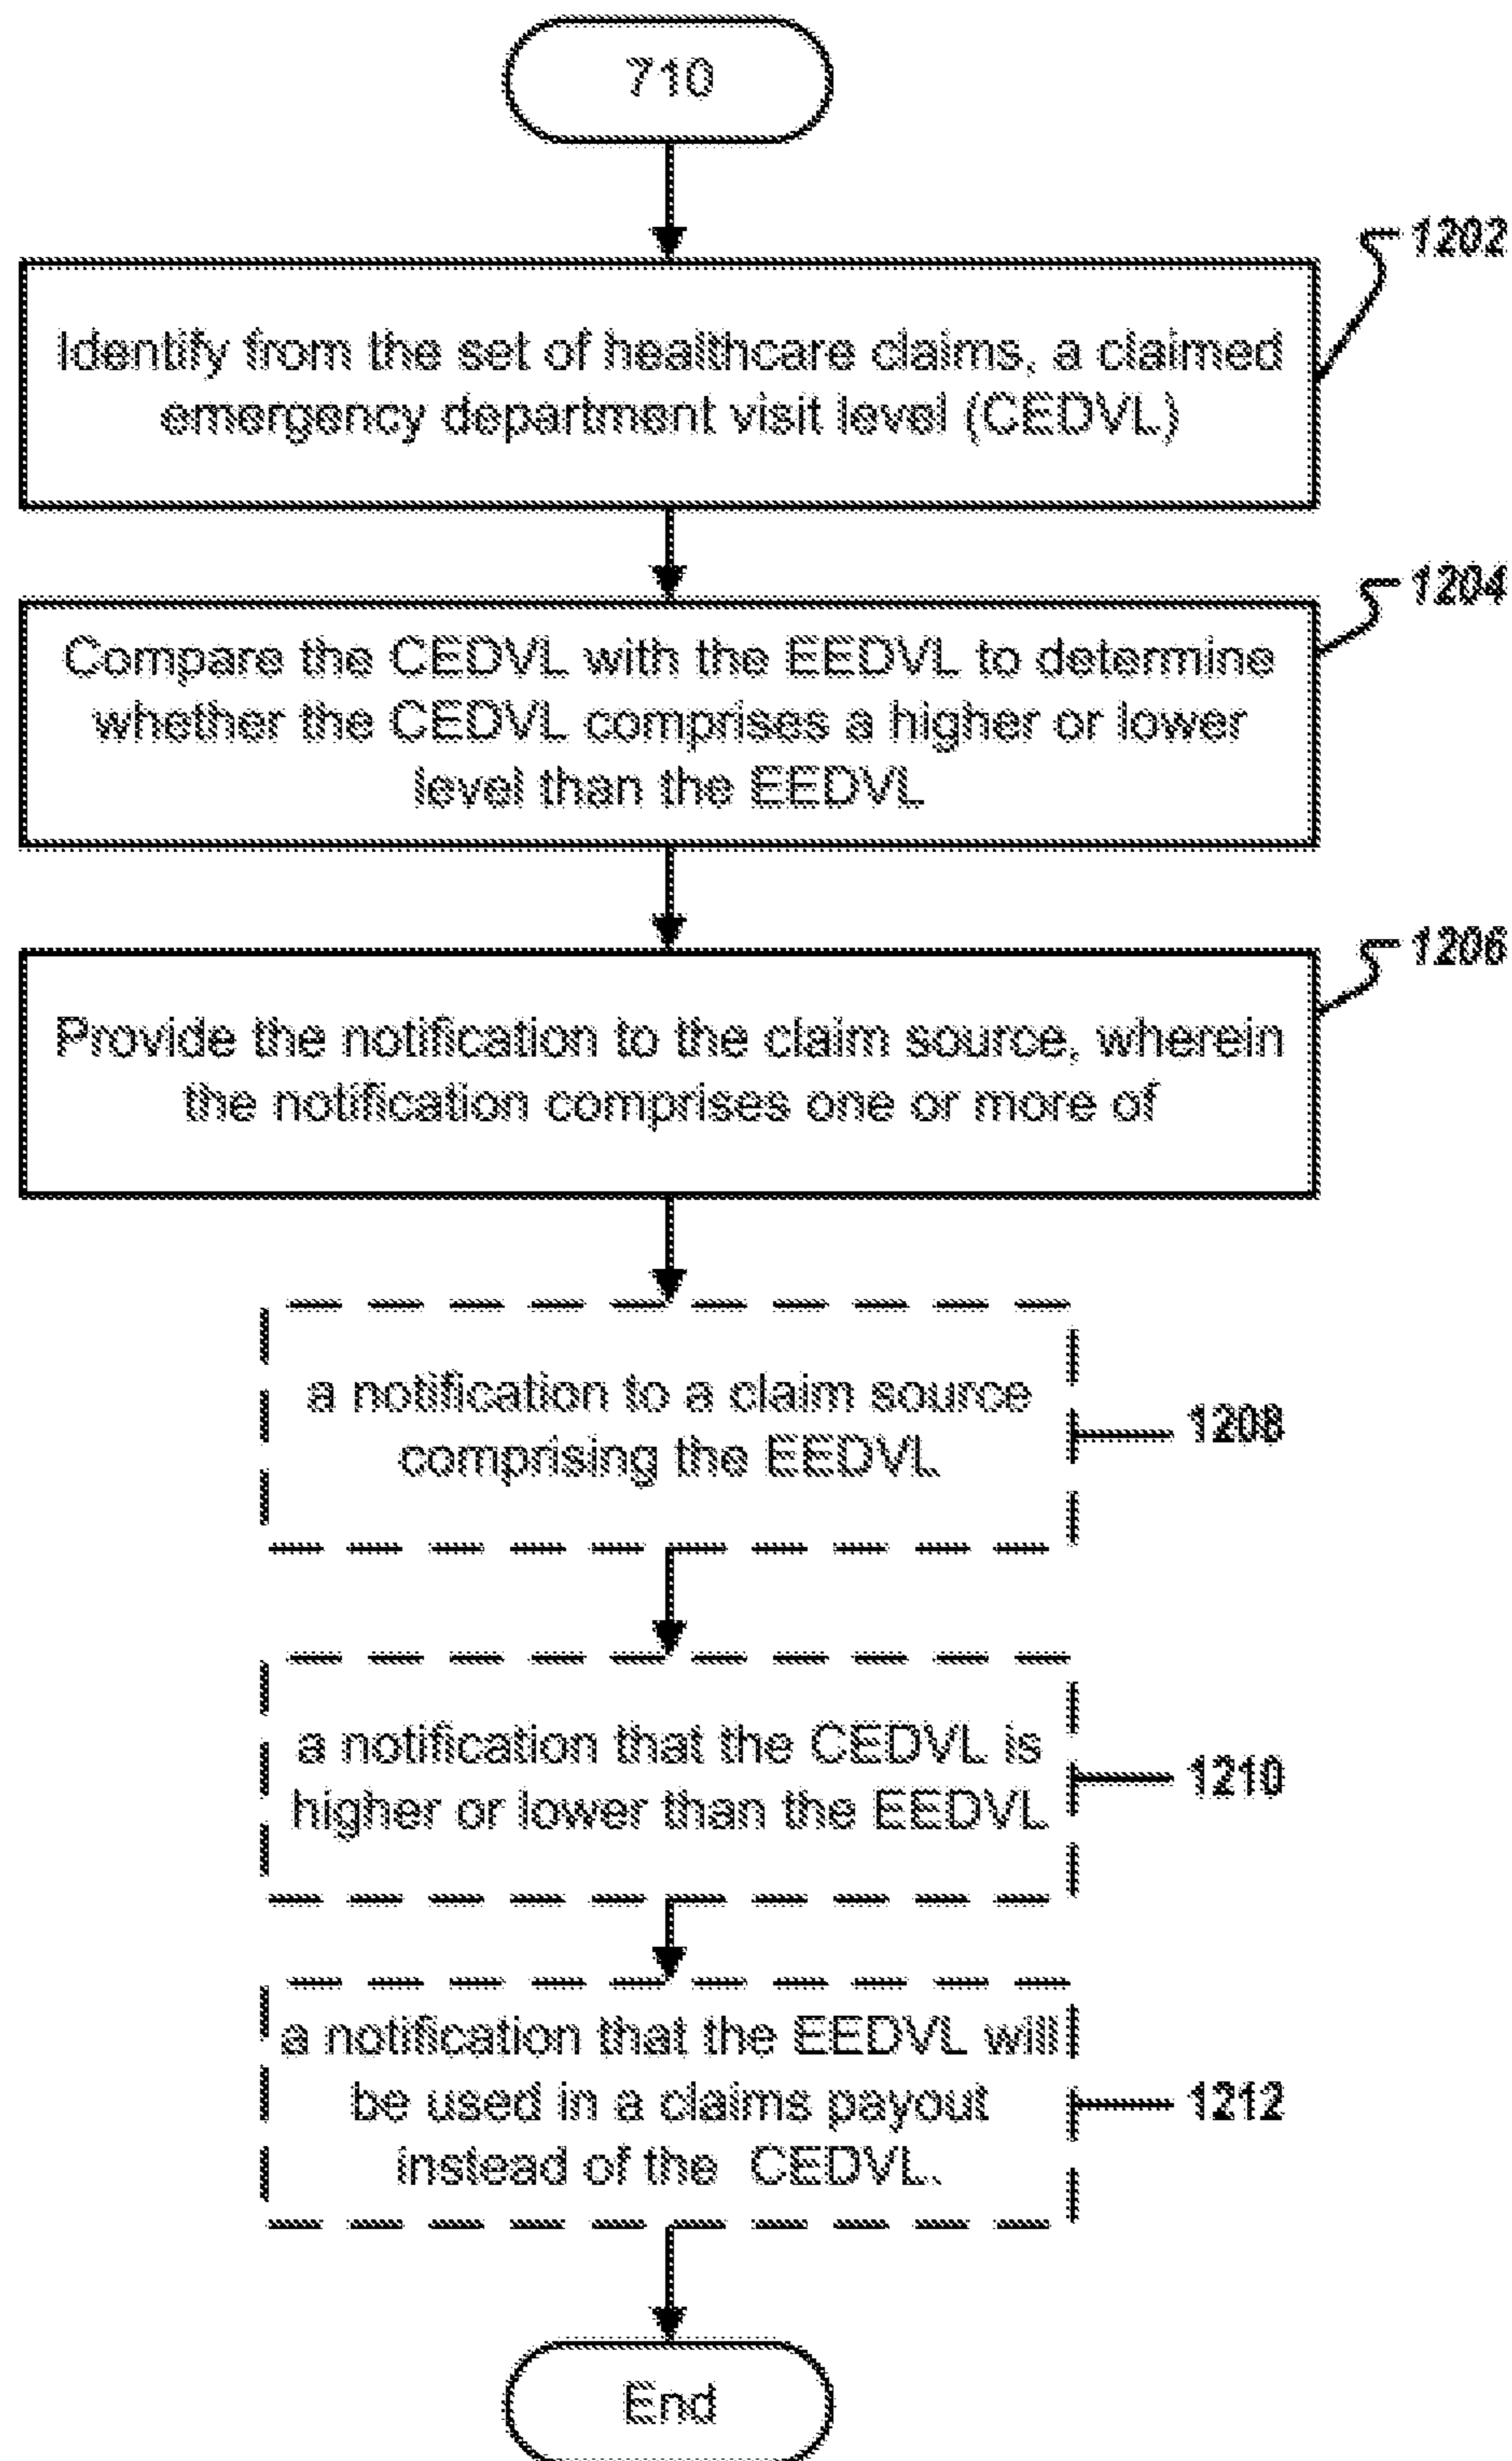 710
1202
Identify from the set of healthcare claims, a claimed
emergency department visit level (CEDVL)
1204
Compare the CEDVL with the EEDVL to determine
whether the CEDVL comprises a higher or lower
level than the EEDVL
1206
Provide the notification to the claim source, wherein
the notification comprises one or more of
a notification to a claim source
comprising the EEDVL
1208
a notification that the CEDVL is
higher or lower than the EEDVL
1210
a notification that the EEDVL will
be used in a claims payout
instead of the CEDVL.
1212
End